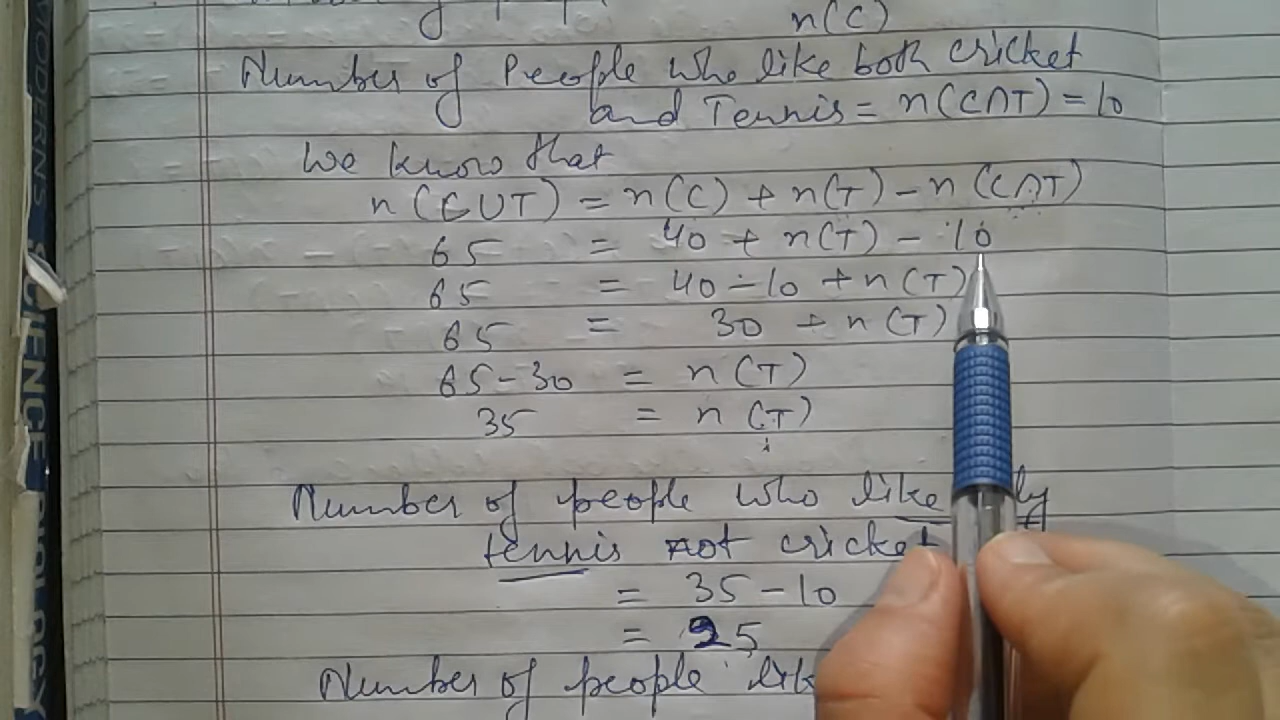 n(C)
Number of People who like both cricket
and Tennis = n(C∩T) = 10
We know that
n(C∪T) = n(C) + n(T) - n(C∩T)
65 = 40 + n(T) - 10
65 = 40 - 10 + n(T)
65 = 30 + n(T)
65-30 = n(T)
35 = n(T)
Number of people who like
tennis not cricket
= 35-10
= 25
Number of people
MODERN'S SCIENCE